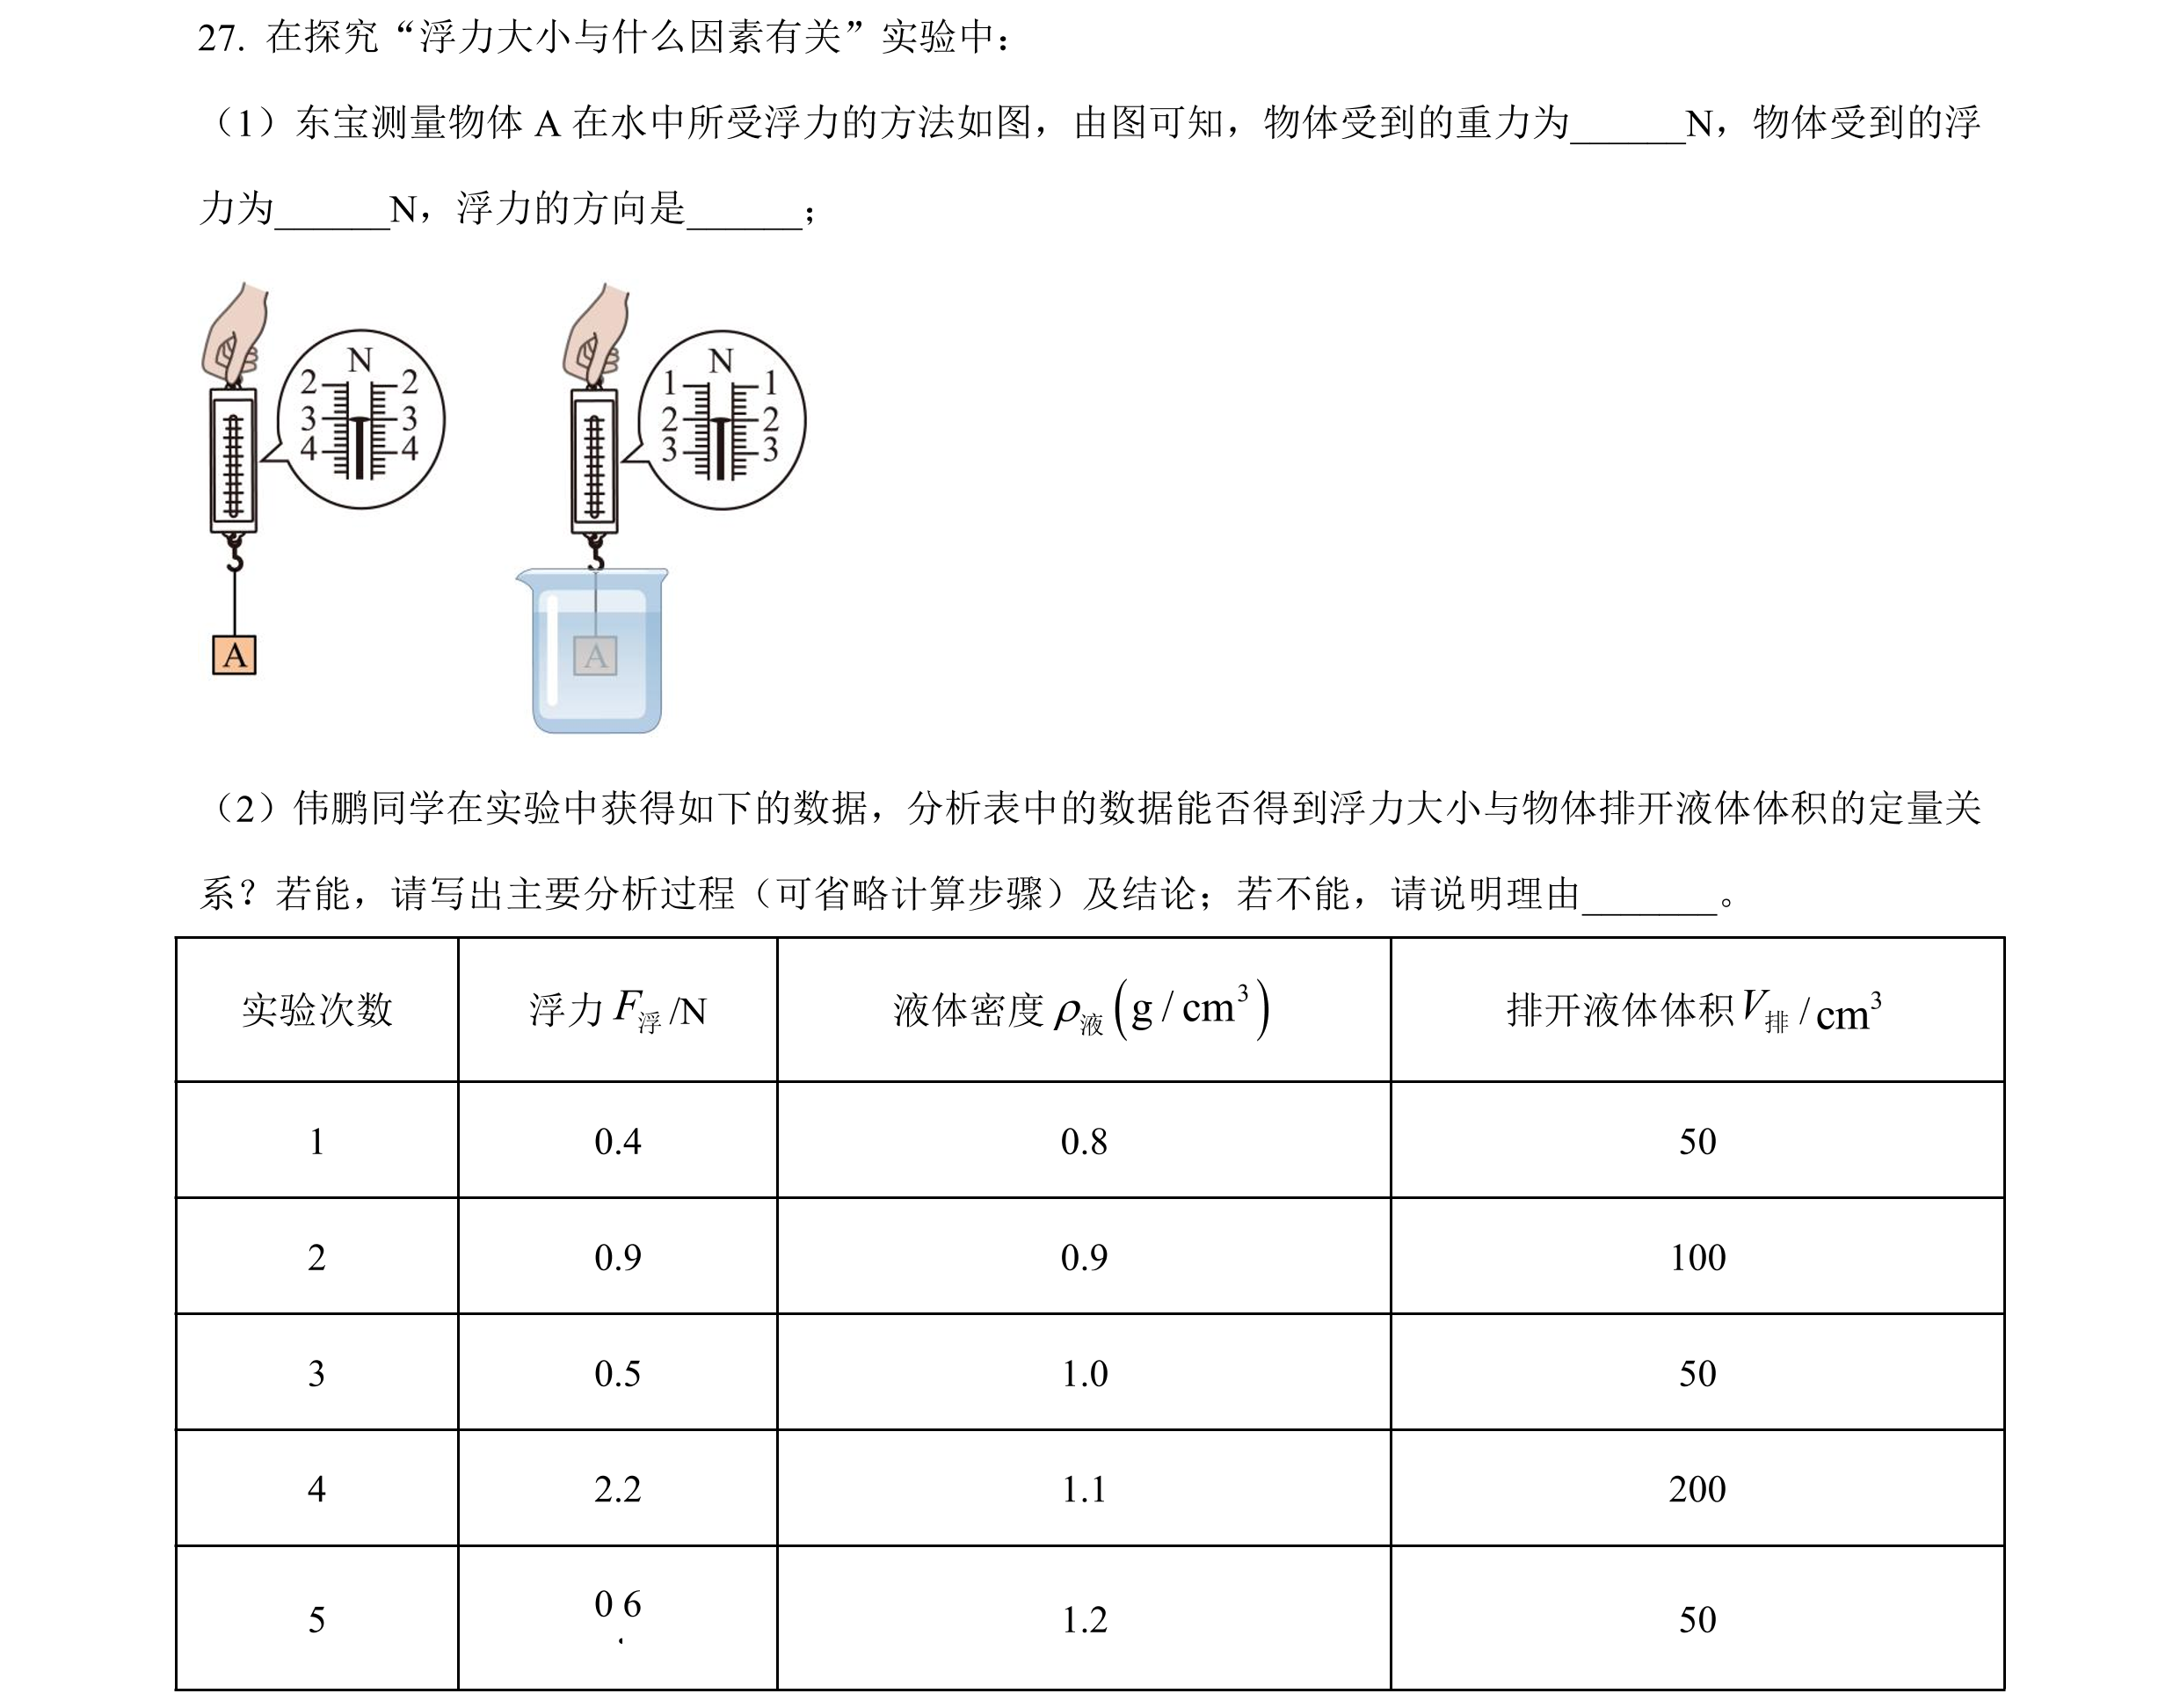 27. 在探究“浮力大小与什么因素有关”实验中：
（1）东宝测量物体 A 在水中所受浮力的方法如图，由图可知，物体受到的重力为______N，物体受到的浮
力为______N，浮力的方向是______；
N
2 2
3 3
4 4
A
N
1 1
2 2
3 3
A
（2）伟鹏同学在实验中获得如下的数据，分析表中的数据能否得到浮力大小与物体排开液体体积的定量关
系？若能，请写出主要分析过程（可省略计算步骤）及结论；若不能，请说明理由_______。
实验次数 浮力 F浮 /N 液体密度 ρ液 (g / cm³) 排开液体体积 V排 / cm³
1 0.4 0.8 50
2 0.9 0.9 100
3 0.5 1.0 50
4 2.2 1.1 200
5 0.6 1.2 50